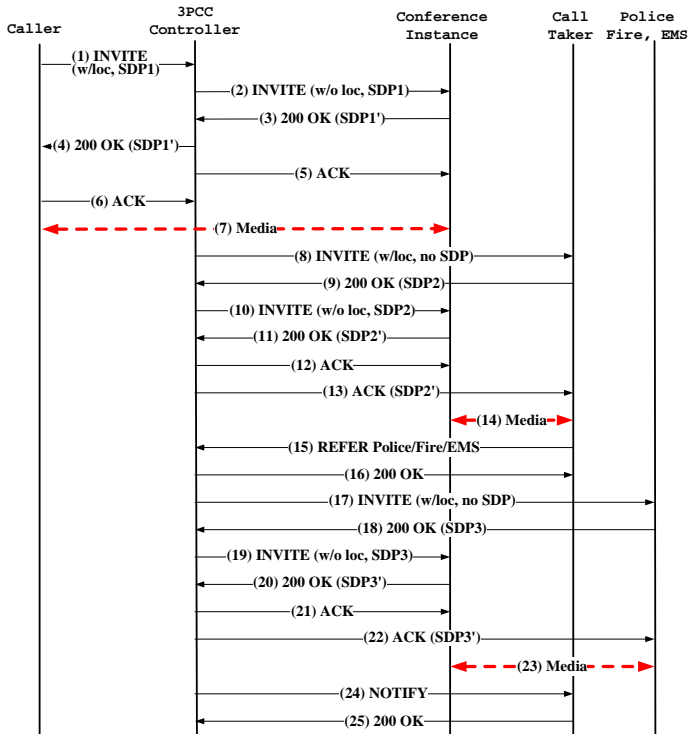 Caller
3PCC
Controller
Conference
Instance
Call
Taker
Police
Fire, EMS
(1) INVITE
(w/loc, SDP1)
(2) INVITE (w/o loc, SDP1)
(3) 200 OK (SDP1')
(4) 200 OK (SDP1')
(5) ACK
(6) ACK
(7) Media
(8) INVITE (w/loc, no SDP)
(9) 200 OK (SDP2)
(10) INVITE (w/o loc, SDP2)
(11) 200 OK (SDP2')
(12) ACK
(13) ACK (SDP2')
(14) Media
(15) REFER Police/Fire/EMS
(16) 200 OK
(17) INVITE (w/loc, no SDP)
(18) 200 OK (SDP3)
(19) INVITE (w/o loc, SDP3)
(20) 200 OK (SDP3')
(21) ACK
(22) ACK (SDP3')
(23) Media
(24) NOTIFY
(25) 200 OK